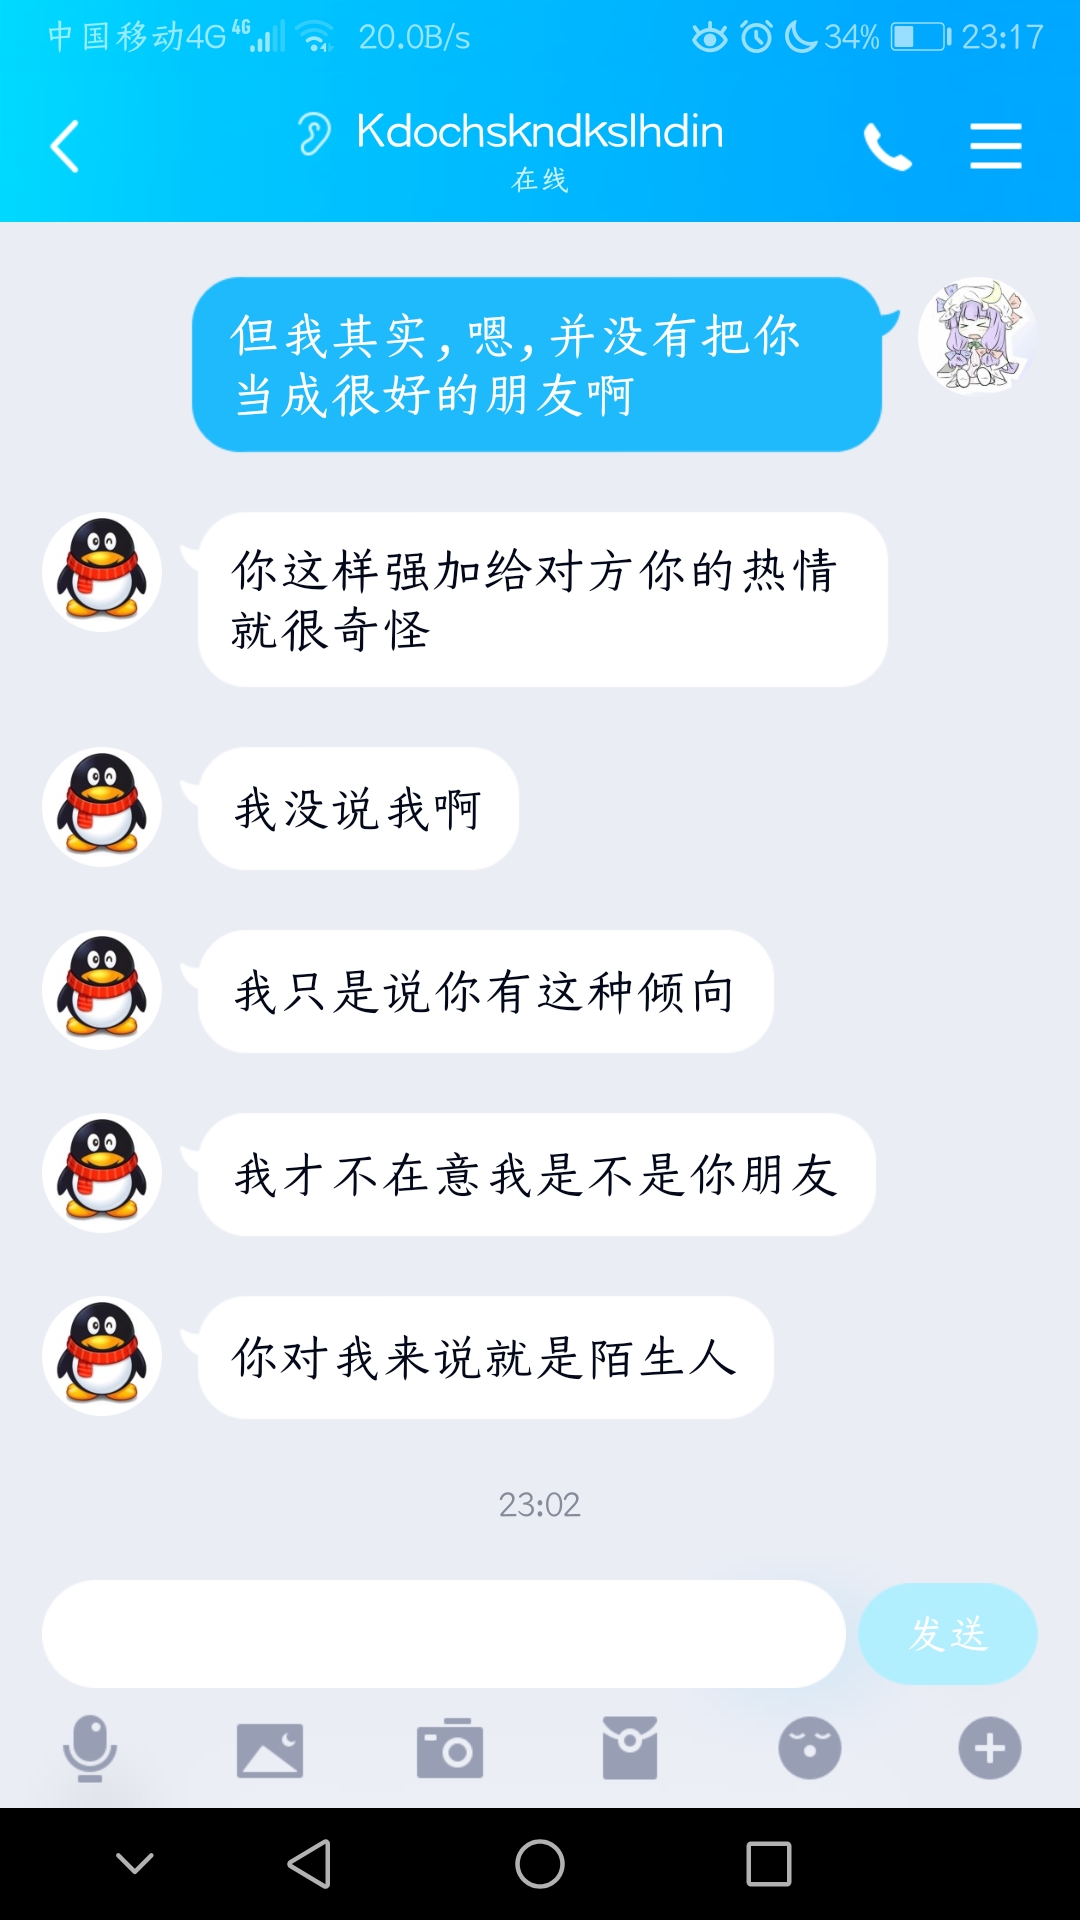 中国移动4G 4G 20.0B/s 34% 23:17
Kdochskndkslhdin
在线
但我其实,嗯,并没有把你
当成很好的朋友啊
你这样强加给对方你的热情
就很奇怪
我没说我啊
我只是说你有这种倾向
我才不在意我是不是你朋友
你对我来说就是陌生人
23:02
发送